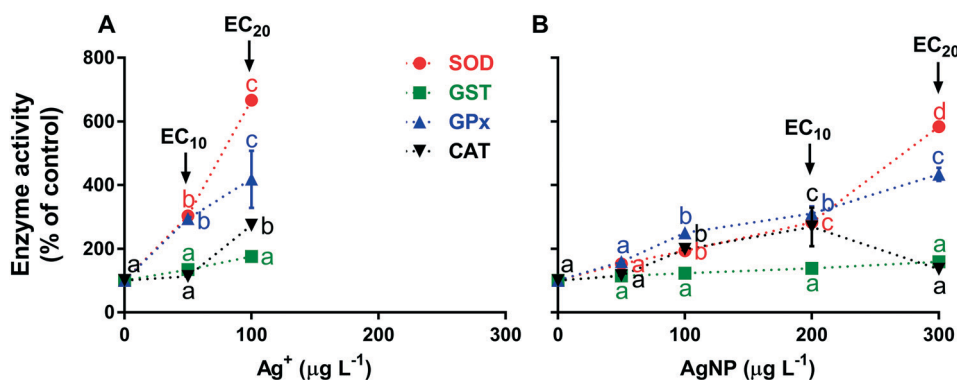 A
B
Enzyme activity
(% of control)
800
600
400
200
0
0
100
200
300
Ag⁺ (μg L⁻¹)
EC₁₀
EC₂₀
a
b
b
a
a
c
c
b
a
SOD
GST
GPx
CAT
0
100
200
300
AgNP (μg L⁻¹)
EC₁₀
EC₂₀
a
a
a
a
a
b
b
b
a
c
b
c
a
d
c
a
a